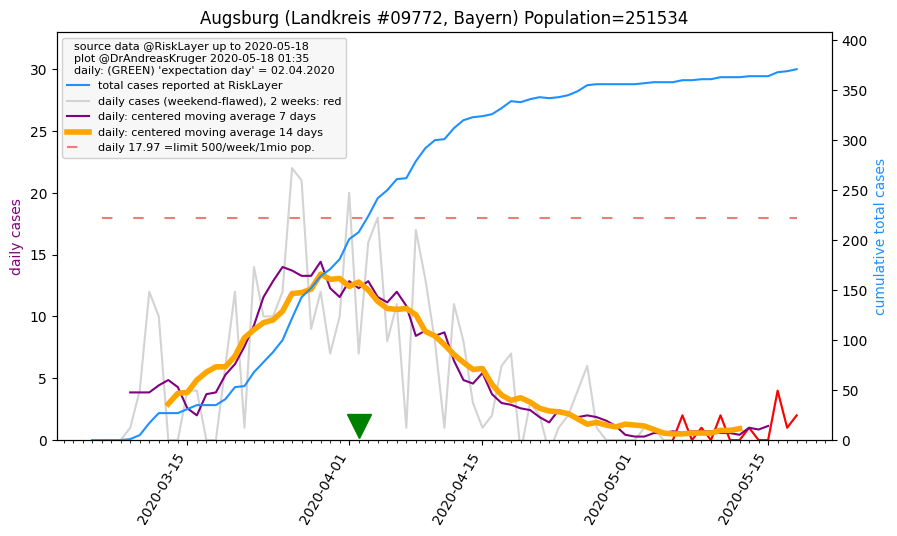 Augsburg (Landkreis #09772, Bayern) Population=251534
source data @RiskLayer up to 2020-05-18
plot @DrAndreasKruger 2020-05-18 01:35
daily: (GREEN) 'expectation day' = 02.04.2020
total cases reported at RiskLayer
daily cases (weekend-flawed), 2 weeks: red
daily: centered moving average 7 days
daily: centered moving average 14 days
daily 17.97 =limit 500/week/1mio pop.
daily cases
30
25
20
15
10
5
0
cumulative total cases
400
350
300
250
200
150
100
50
0
2020-03-15
2020-04-01
2020-04-15
2020-05-01
2020-05-15